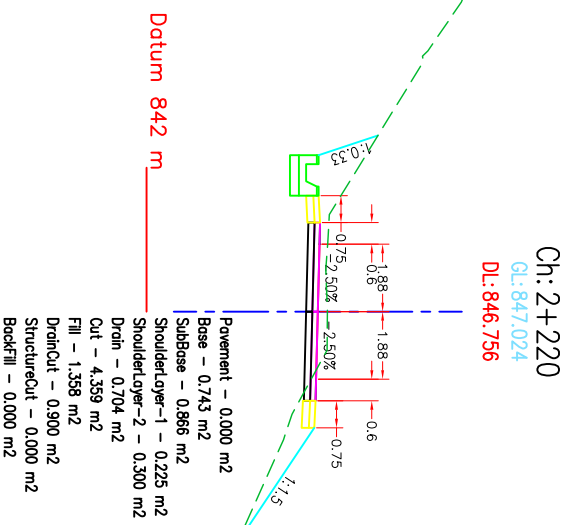 Ch: 2+220
GL: 847.024
DL: 846.756
1:0.33
0.75
0.6
1.88
1.88
0.6
0.75
-2.50%
-2.50%
1:1.5
Datum 842 m
Pavement - 0.000 m2
Base - 0.743 m2
SubBase - 0.866 m2
ShoulderLayer-1 - 0.225 m2
ShoulderLayer-2 - 0.300 m2
Drain - 0.704 m2
Cut - 4.359 m2
Fill - 1.358 m2
DrainCut - 0.900 m2
StructureCut - 0.000 m2
BackFill - 0.000 m2